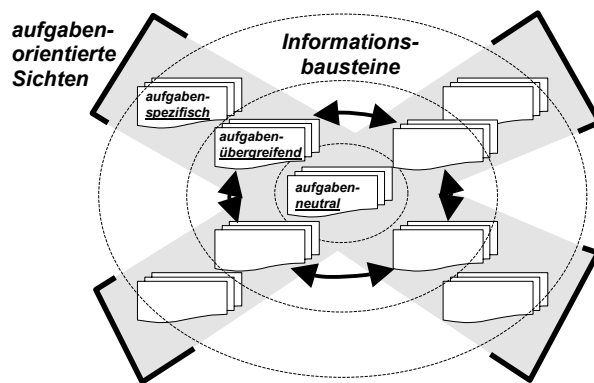 aufgaben-
orientierte
Sichten
Informations-
bausteine
aufgaben-
spezifisch
aufgaben-
übergreifend
aufgaben-
neutral